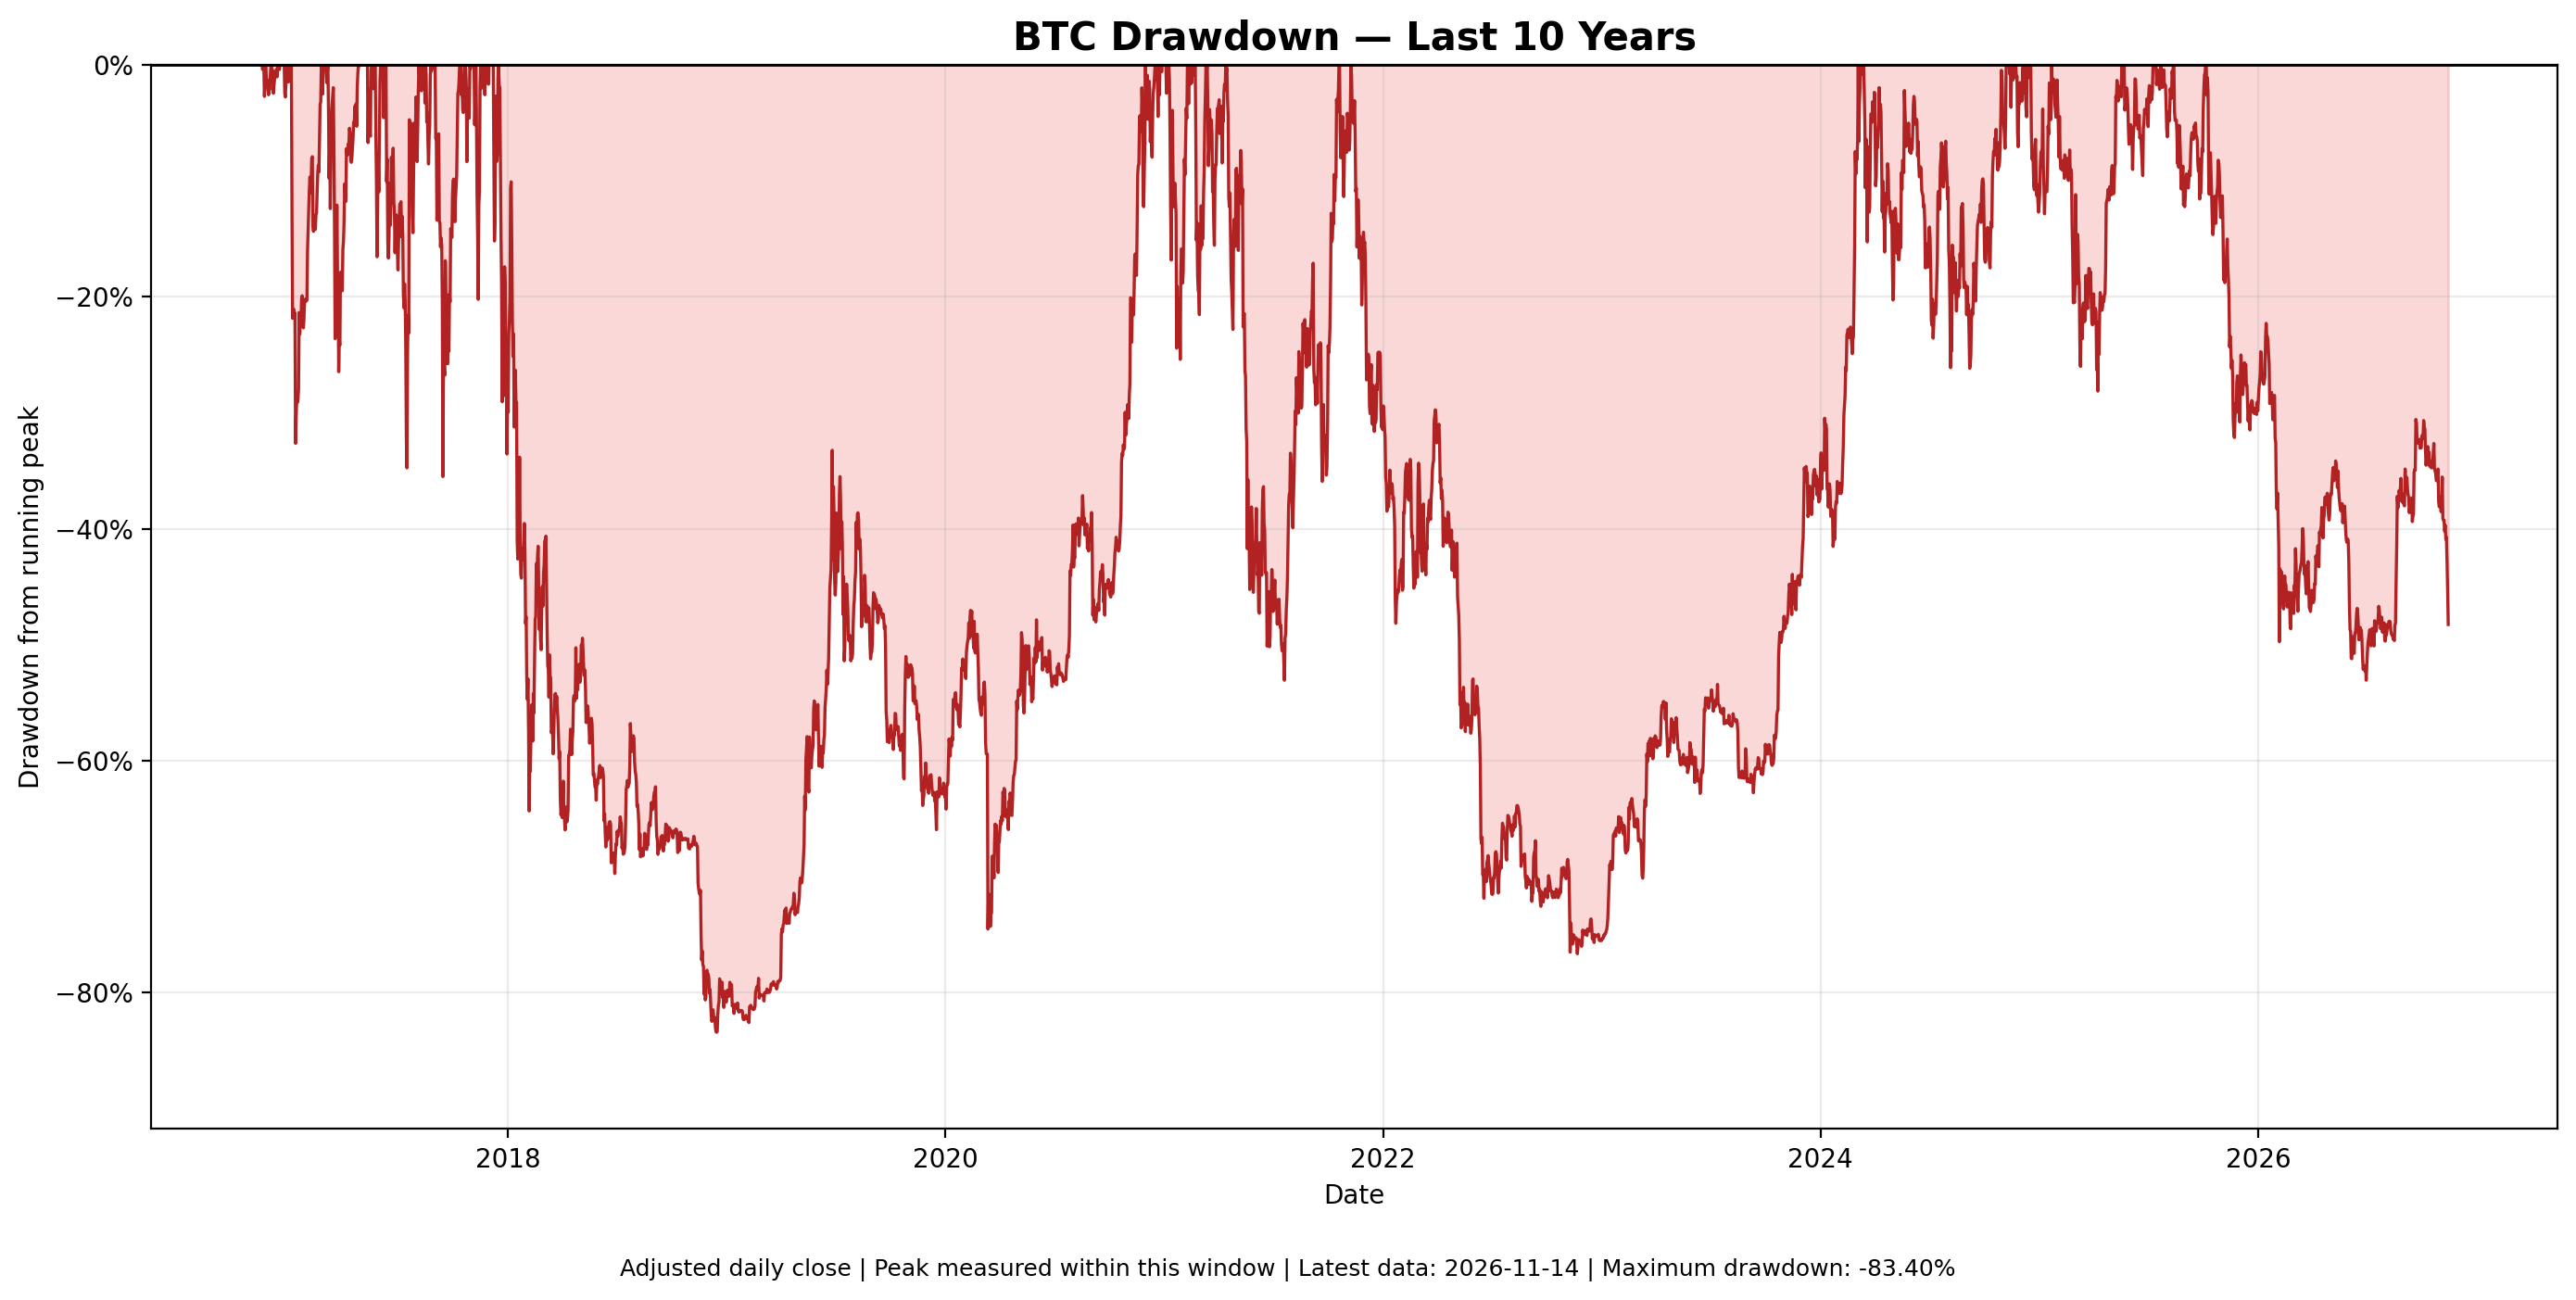 BTC Drawdown — Last 10 Years
0%
−20%
−40%
−60%
−80%
Drawdown from running peak
2018 2020 2022 2024 2026
Date
Adjusted daily close | Peak measured within this window | Latest data: 2026-11-14 | Maximum drawdown: -83.40%